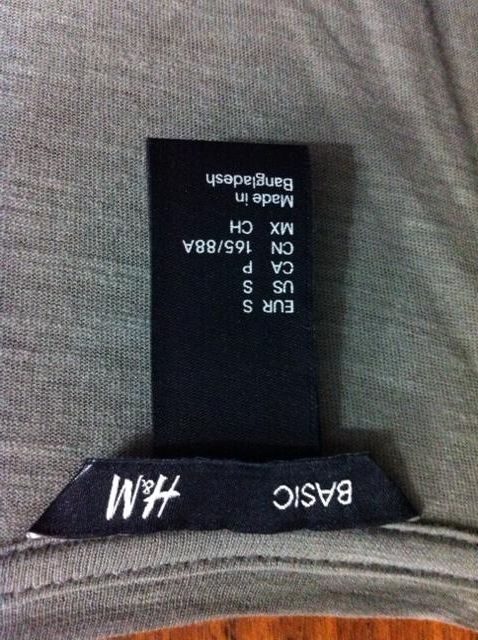 BASIC H&M
EUR S
US S
CA P
CN 165/88A
MX CH
Made in
Bangladesh